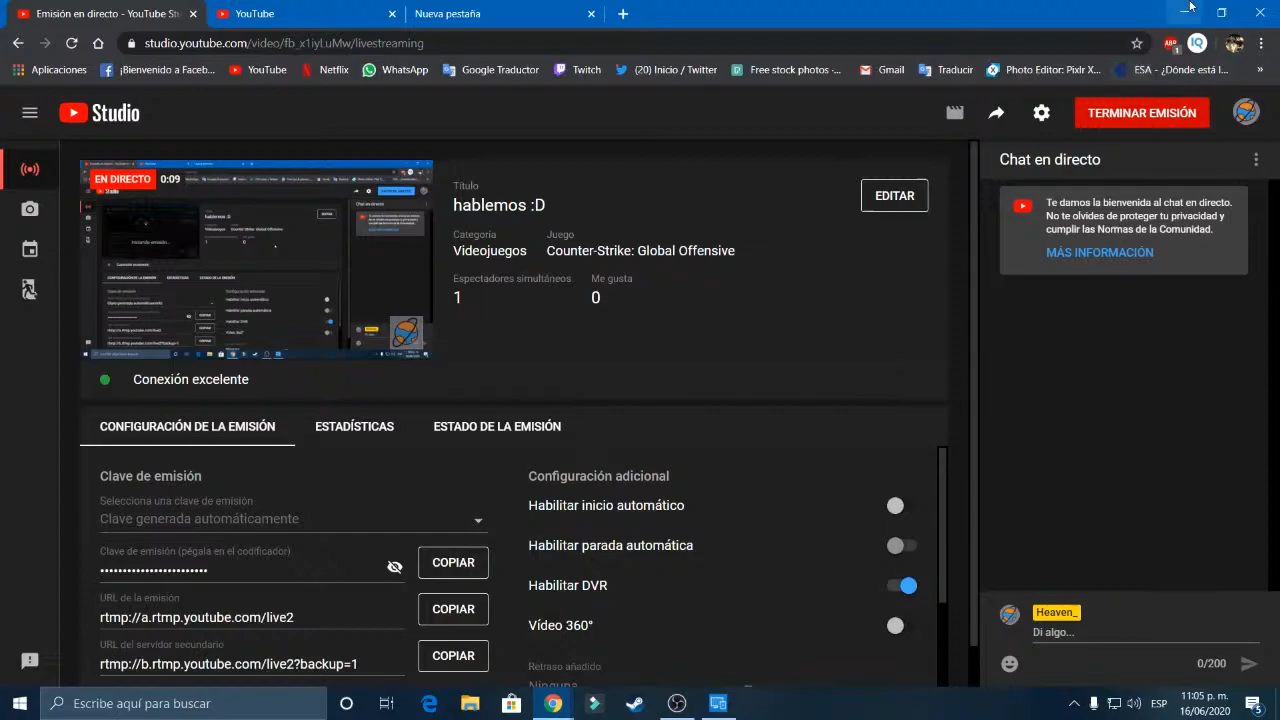 Emisión en directo - YouTube Stu
YouTube
Nueva pestaña
studio.youtube.com/video/fb_x1iyLuMw/livestreaming
ABP
1
IQ
Aplicaciones
¡Bienvenido a Faceb...
YouTube
Netflix
WhatsApp
Google Traductor
Twitch
(20) Inicio / Twitter
Free stock photos ·...
Gmail
Traducir
Photo Editor: Pixlr X...
ESA - ¿Dónde está l...
Studio
TERMINAR EMISIÓN
EN DIRECTO
0:09
Título
hablemos :D
EDITAR
Categoría
Juego
Videojuegos
Counter-Strike: Global Offensive
Espectadores simultáneos
Me gusta
1
0
Conexión excelente
CONFIGURACIÓN DE LA EMISIÓN
ESTADÍSTICAS
ESTADO DE LA EMISIÓN
Clave de emisión
Selecciona una clave de emisión
Clave generada automáticamente
Clave de emisión (pégala en el codificador)
COPIAR
URL de la emisión
rtmp://a.rtmp.youtube.com/live2
COPIAR
URL del servidor secundario
rtmp://b.rtmp.youtube.com/live2?backup=1
COPIAR
Configuración adicional
Habilitar inicio automático
Habilitar parada automática
Habilitar DVR
Vídeo 360°
Retraso añadido
Ninguna
Chat en directo
Te damos la bienvenida al chat en directo.
No te olvides de proteger tu privacidad y
cumplir las Normas de la Comunidad.
MÁS INFORMACIÓN
Heaven_
Di algo...
0/200
Escribe aquí para buscar
ESP
11:05 p. m.
16/06/2020
5